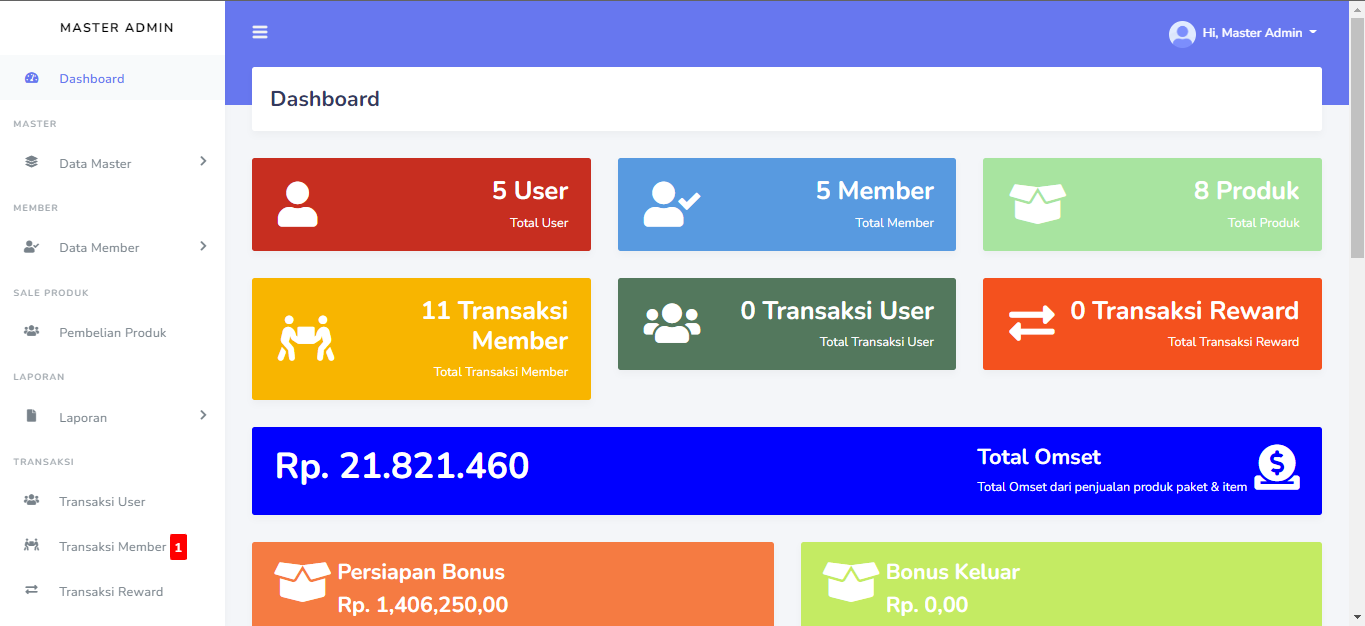 MASTER ADMIN
Hi, Master Admin
Dashboard
MASTER
Data Master
MEMBER
Data Member
SALE PRODUK
Pembelian Produk
LAPORAN
Laporan
TRANSAKSI
Transaksi User
Transaksi Member 1
Transaksi Reward
Dashboard
5 User
Total User
5 Member
Total Member
8 Produk
Total Produk
11 Transaksi
Member
Total Transaksi Member
0 Transaksi User
Total Transaksi User
0 Transaksi Reward
Total Transaksi Reward
Rp. 21.821.460
Total Omset
Total Omset dari penjualan produk paket & item
Persiapan Bonus
Rp. 1,406,250,00
Bonus Keluar
Rp. 0,00